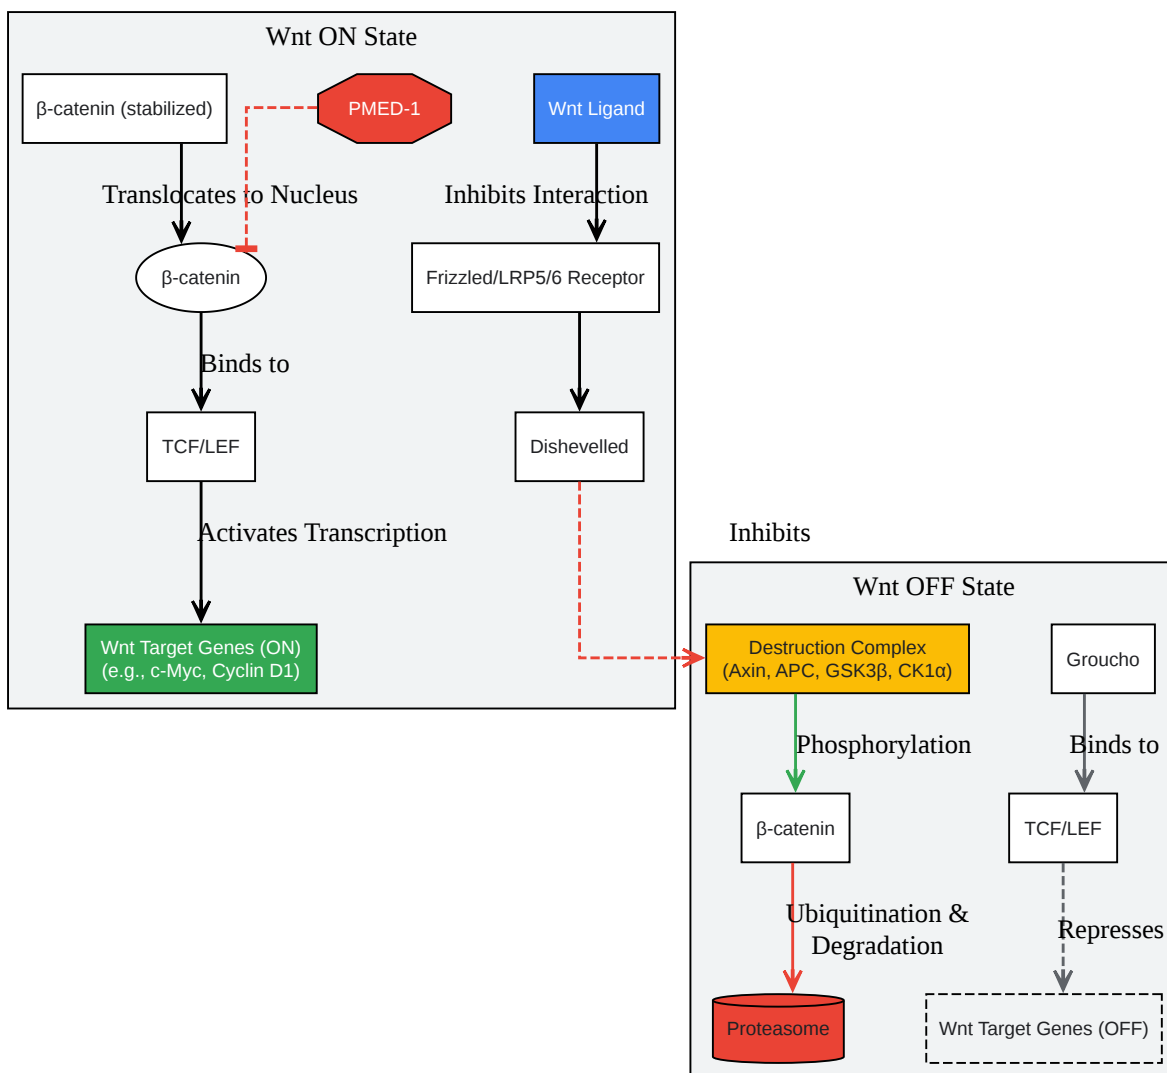 Wnt ON State
β-catenin (stabilized)
PMED-1
Wnt Ligand
Translocates to Nucleus
Inhibits Interaction
β-catenin
Frizzled/LRP5/6 Receptor
Binds to
TCF/LEF
Dishevelled
Activates Transcription
Inhibits
Wnt Target Genes (ON)
(e.g., c-Myc, Cyclin D1)
Wnt OFF State
Destruction Complex
(Axin, APC, GSK3β, CK1α)
Groucho
Phosphorylation
Binds to
β-catenin
TCF/LEF
Ubiquitination &
Degradation
Represses
Proteasome
Wnt Target Genes (OFF)